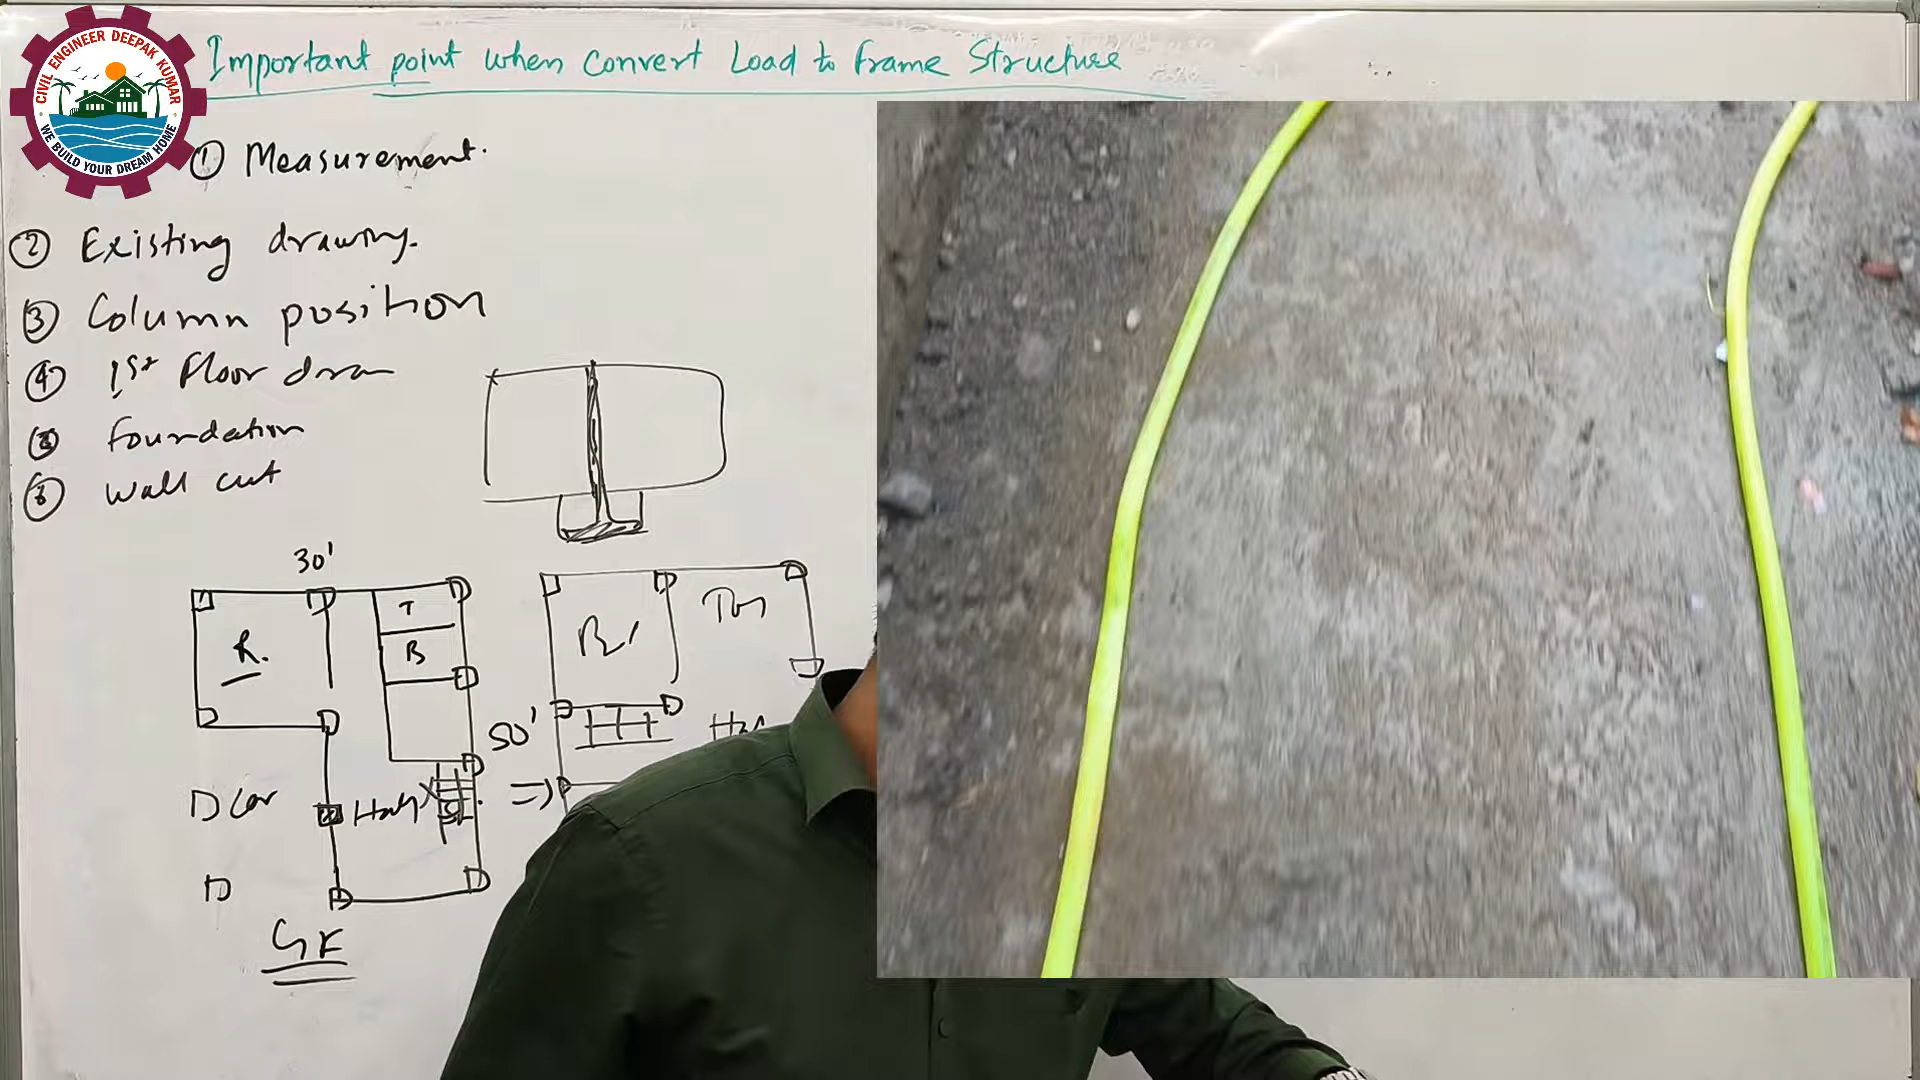 Important point when convert Load to frame Structure
CIVIL ENGINEER DEEPAK KUMAR
WE BUILD YOUR DREAM HOME
① Measurement.
② Existing drawing.
③ Column position
④ 1st Floor draw
⑤ foundation
⑥ wall cut
30'
T
R.
B
50'
Car
Hall
GF